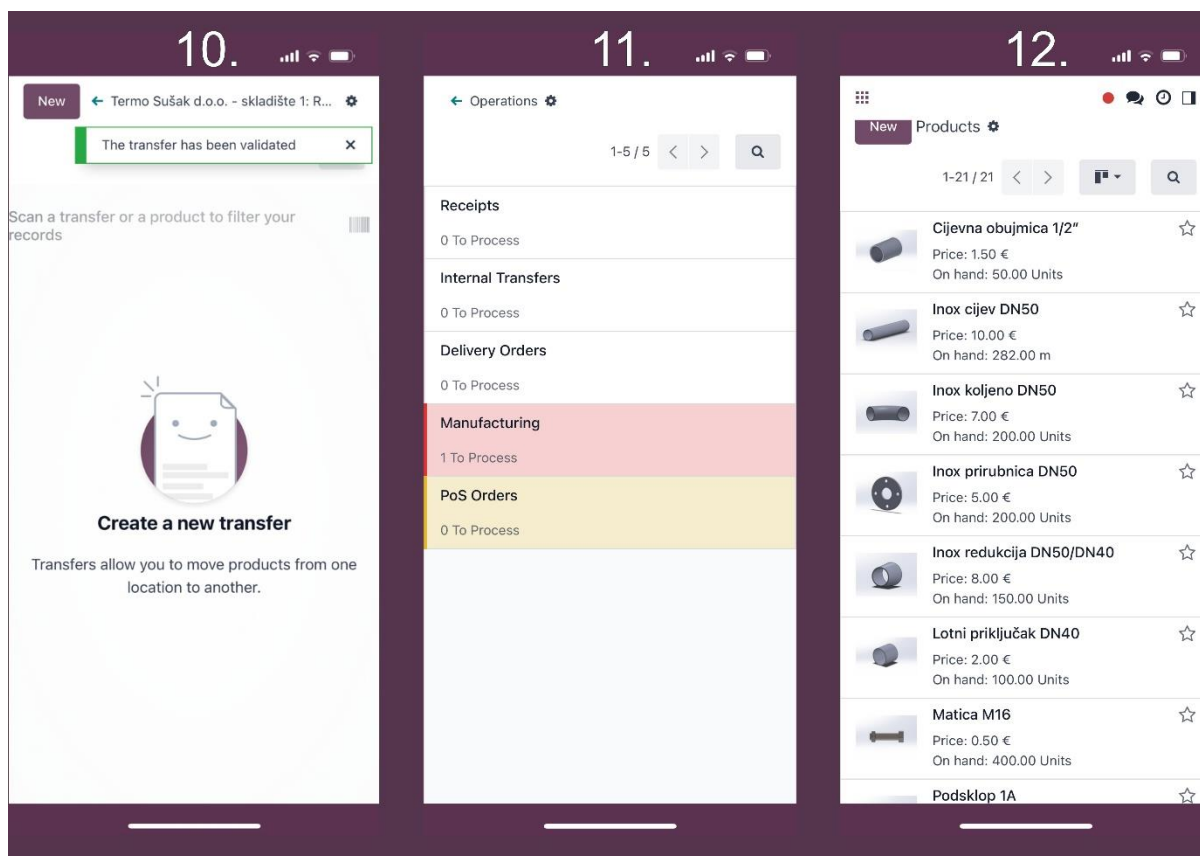 10.
New
← Termo Sušak d.o.o. - skladište 1: R...
The transfer has been validated
×
Scan a transfer or a product to filter your
records
Create a new transfer
Transfers allow you to move products from one
location to another.
11.
← Operations
1-5 / 5
Receipts
0 To Process
Internal Transfers
0 To Process
Delivery Orders
0 To Process
Manufacturing
1 To Process
PoS Orders
0 To Process
12.
New Products
1-21 / 21
Cijevna obujmica 1/2"
Price: 1.50 €
On hand: 50.00 Units
Inox cijev DN50
Price: 10.00 €
On hand: 282.00 m
Inox koljeno DN50
Price: 7.00 €
On hand: 200.00 Units
Inox prirubnica DN50
Price: 5.00 €
On hand: 200.00 Units
Inox redukcija DN50/DN40
Price: 8.00 €
On hand: 150.00 Units
Lotni priključak DN40
Price: 2.00 €
On hand: 100.00 Units
Matica M16
Price: 0.50 €
On hand: 400.00 Units
Podsklop 1A